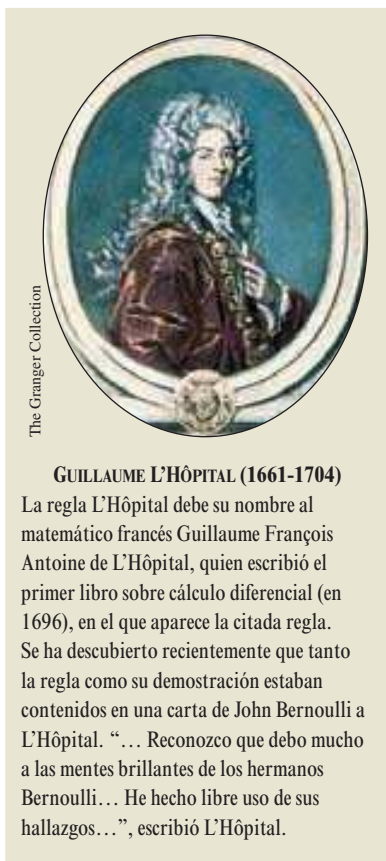 The Granger Collection
GUILLAUME L’HÔPITAL (1661-1704)
La regla L’Hôpital debe su nombre al
matemático francés Guillaume François
Antoine de L’Hôpital, quien escribió el
primer libro sobre cálculo diferencial (en
1696), en el que aparece la citada regla.
Se ha descubierto recientemente que tanto
la regla como su demostración estaban
contenidos en una carta de John Bernoulli a
L’Hôpital. “… Reconozco que debo mucho
a las mentes brillantes de los hermanos
Bernoulli… He hecho libre uso de sus
hallazgos…”, escribió L’Hôpital.